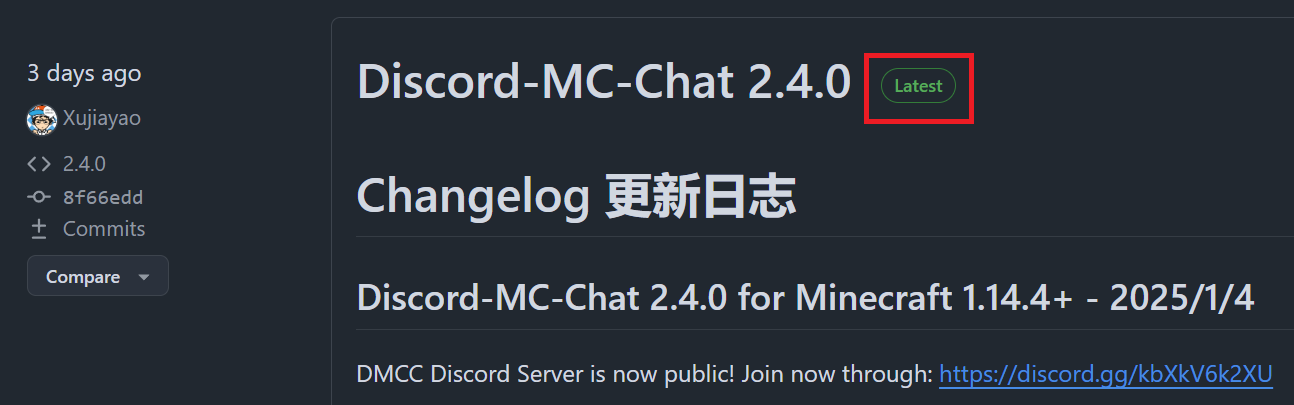 3 days ago
Xujiayao
2.4.0
8f66edd
Commits
Compare
Discord-MC-Chat 2.4.0 Latest
Changelog 更新日志
Discord-MC-Chat 2.4.0 for Minecraft 1.14.4+ - 2025/1/4
DMCC Discord Server is now public! Join now through: https://discord.gg/kbXkV6k2XU